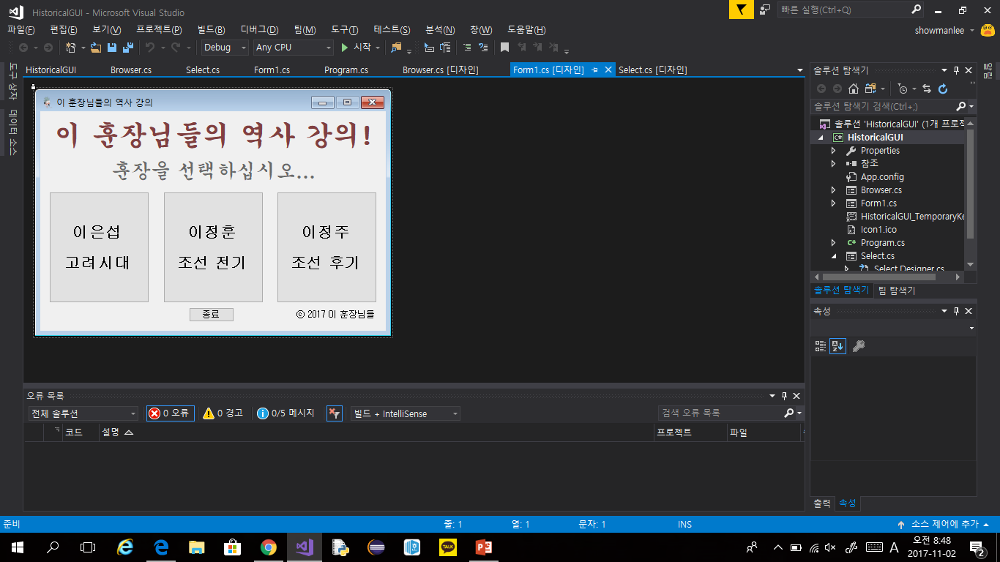 HistoricalGUI - Microsoft Visual Studio
빠른 실행(Ctrl+Q)
파일(F) 편집(E) 보기(V) 프로젝트(P) 빌드(B) 디버그(D) 팀(M) 도구(T) 테스트(S) 분석(N) 창(W) 도움말(H)
showmanlee
Debug Any CPU 시작
도구 상자
데이터 소스
HistoricalGUI Browser.cs Select.cs Form1.cs Program.cs Browser.cs [디자인] Form1.cs [디자인] Select.cs [디자인]
이 훈장님들의 역사 강의
이 훈장님들의 역사 강의!
훈장을 선택하십시오...
이은섭
고려시대
이정훈
조선 전기
이정주
조선 후기
종료
ⓒ 2017 이 훈장님들
솔루션 탐색기
솔루션 탐색기 검색(Ctrl+;)
솔루션 'HistoricalGUI' (1개 프로젝
HistoricalGUI
Properties
참조
App.config
Browser.cs
Form1.cs
HistoricalGUI_TemporaryKe
Icon1.ico
Program.cs
Select.cs
Select.Designer.cs
솔루션 탐색기 팀 탐색기
알림
속성
출력 속성
오류 목록
전체 솔루션 0 오류 0 경고 0/5 메시지 빌드 + IntelliSense 검색 오류 목록
코드 설명 프로젝트 파일
준비 줄: 1 열: 1 문자: 1 INS 소스 제어에 추가
TALK
A
오전 8:48
2017-11-02
2